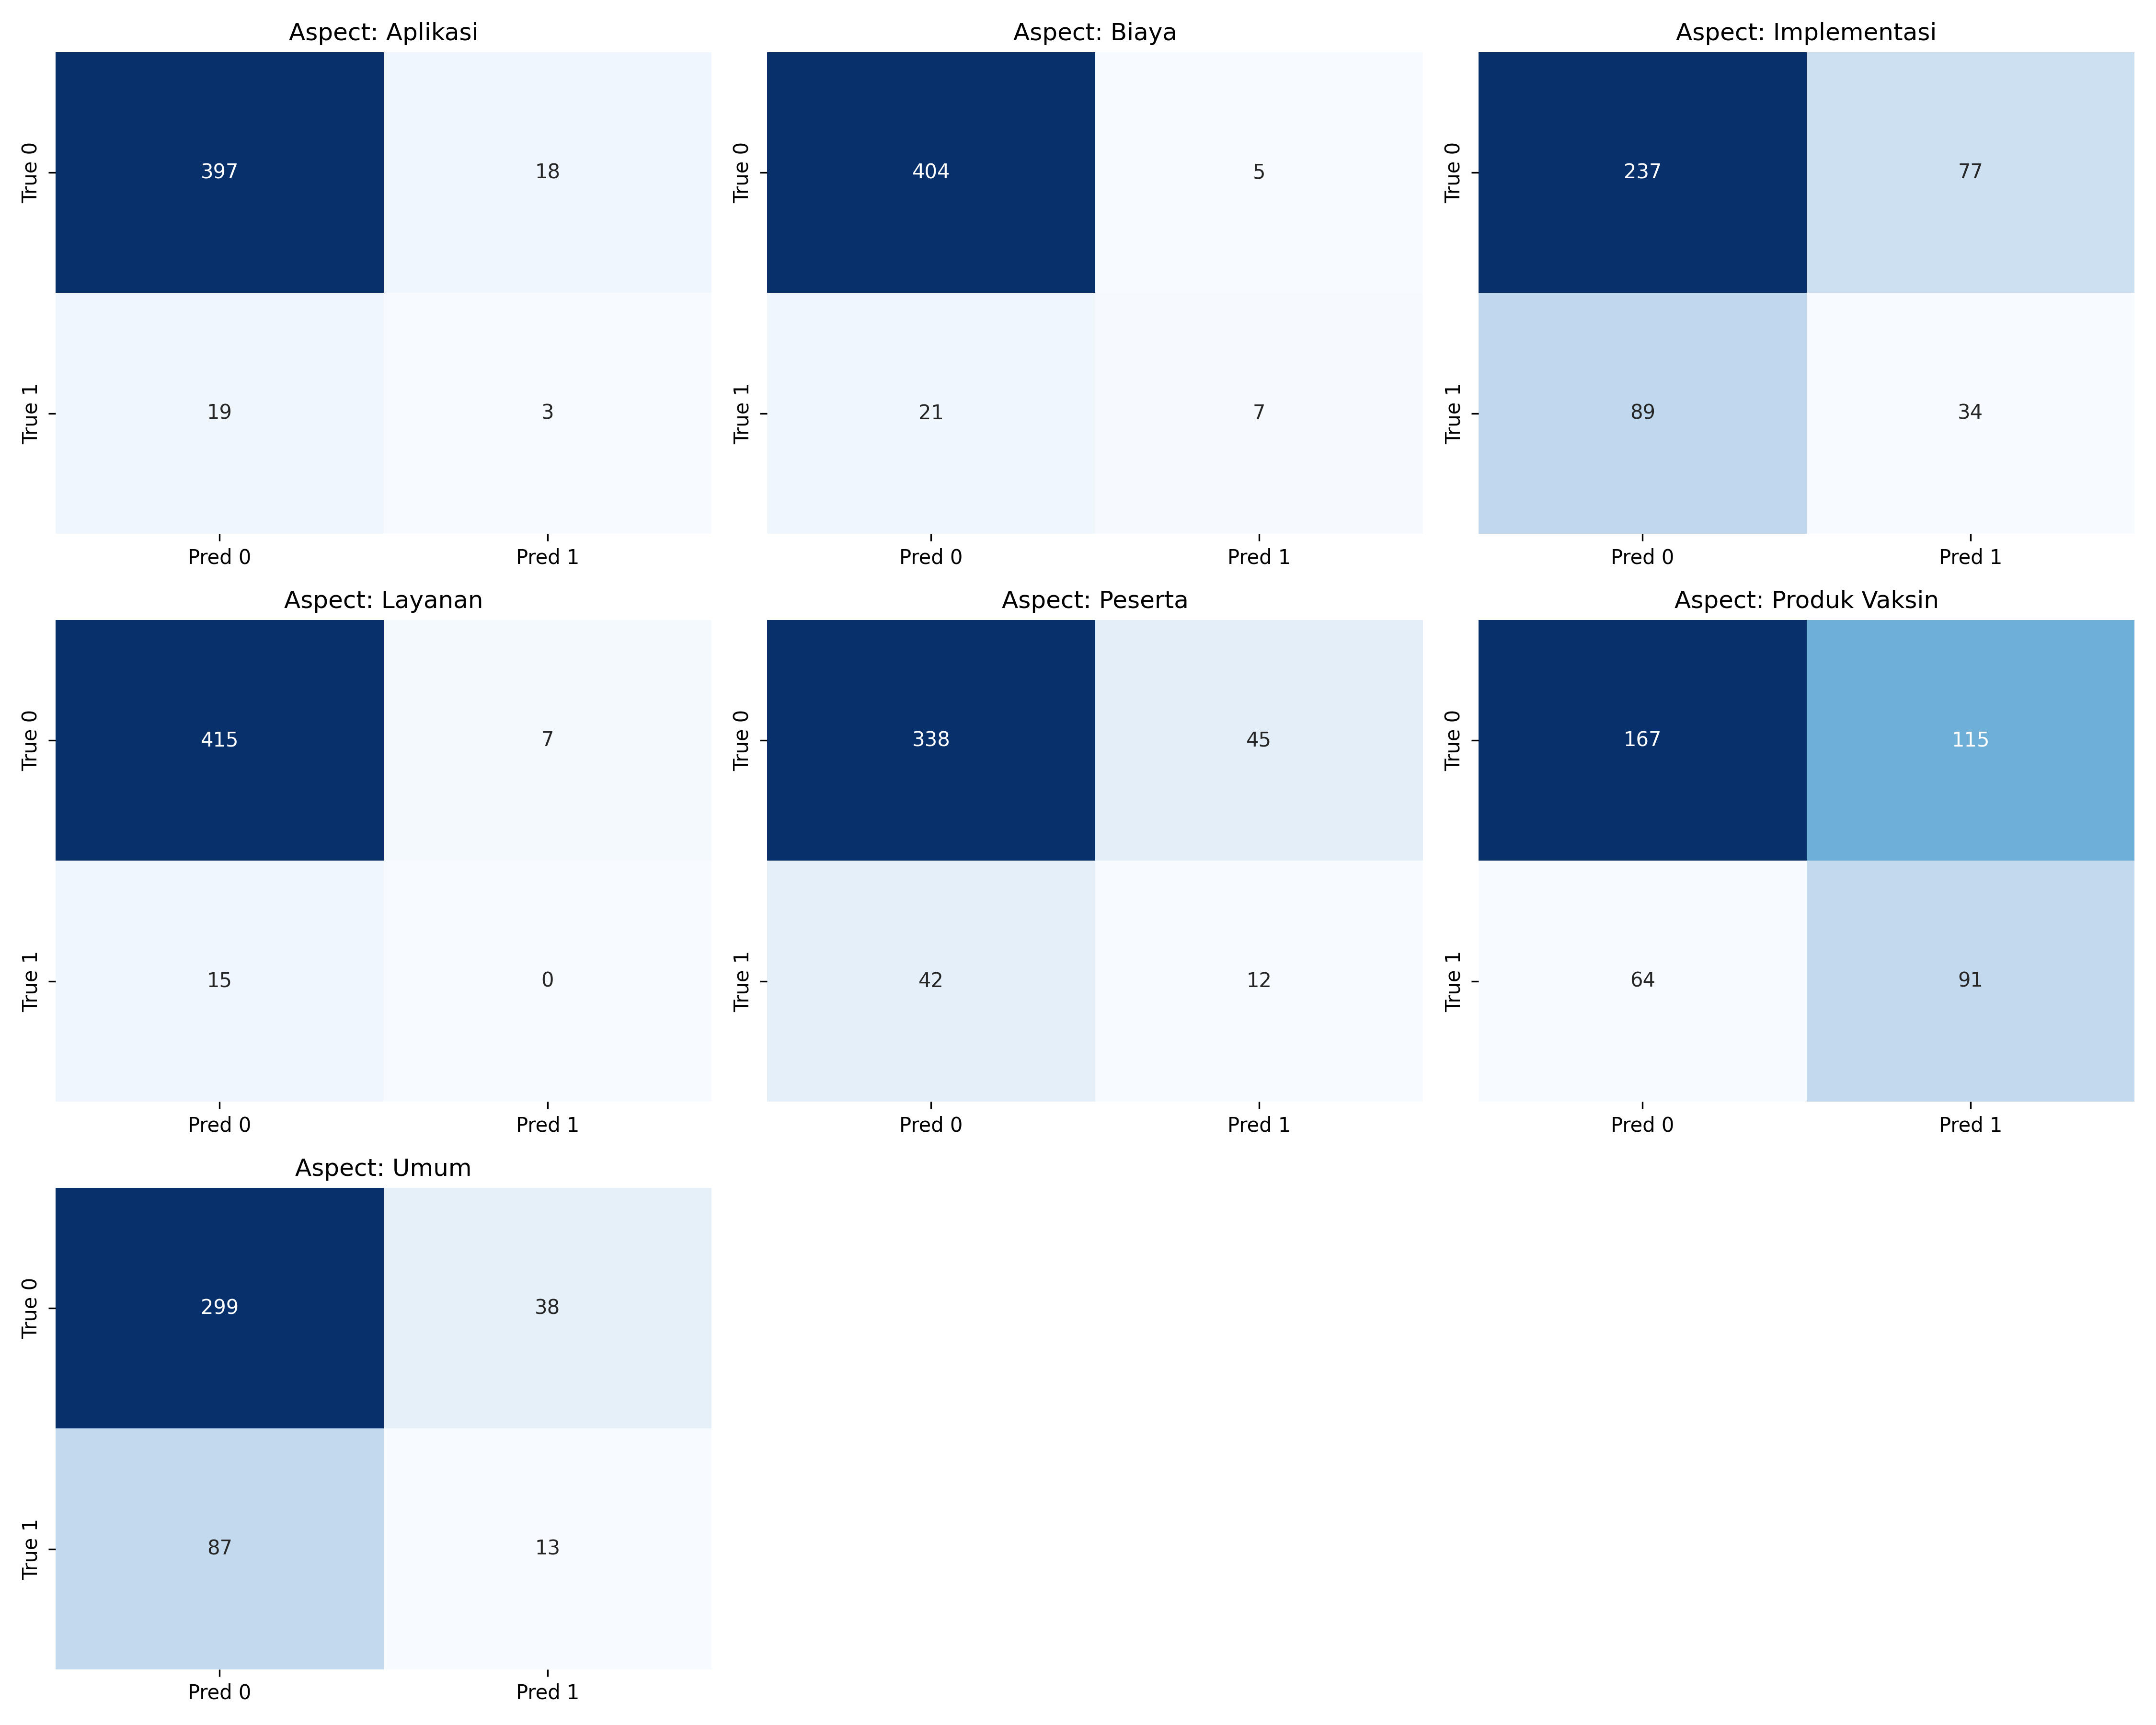 Aspect: Aplikasi
True 0
397
18
True 1
19
3
Pred 0
Pred 1
Aspect: Biaya
True 0
404
5
True 1
21
7
Pred 0
Pred 1
Aspect: Implementasi
True 0
237
77
True 1
89
34
Pred 0
Pred 1
Aspect: Layanan
True 0
415
7
True 1
15
0
Pred 0
Pred 1
Aspect: Peserta
True 0
338
45
True 1
42
12
Pred 0
Pred 1
Aspect: Produk Vaksin
True 0
167
115
True 1
64
91
Pred 0
Pred 1
Aspect: Umum
True 0
299
38
True 1
87
13
Pred 0
Pred 1